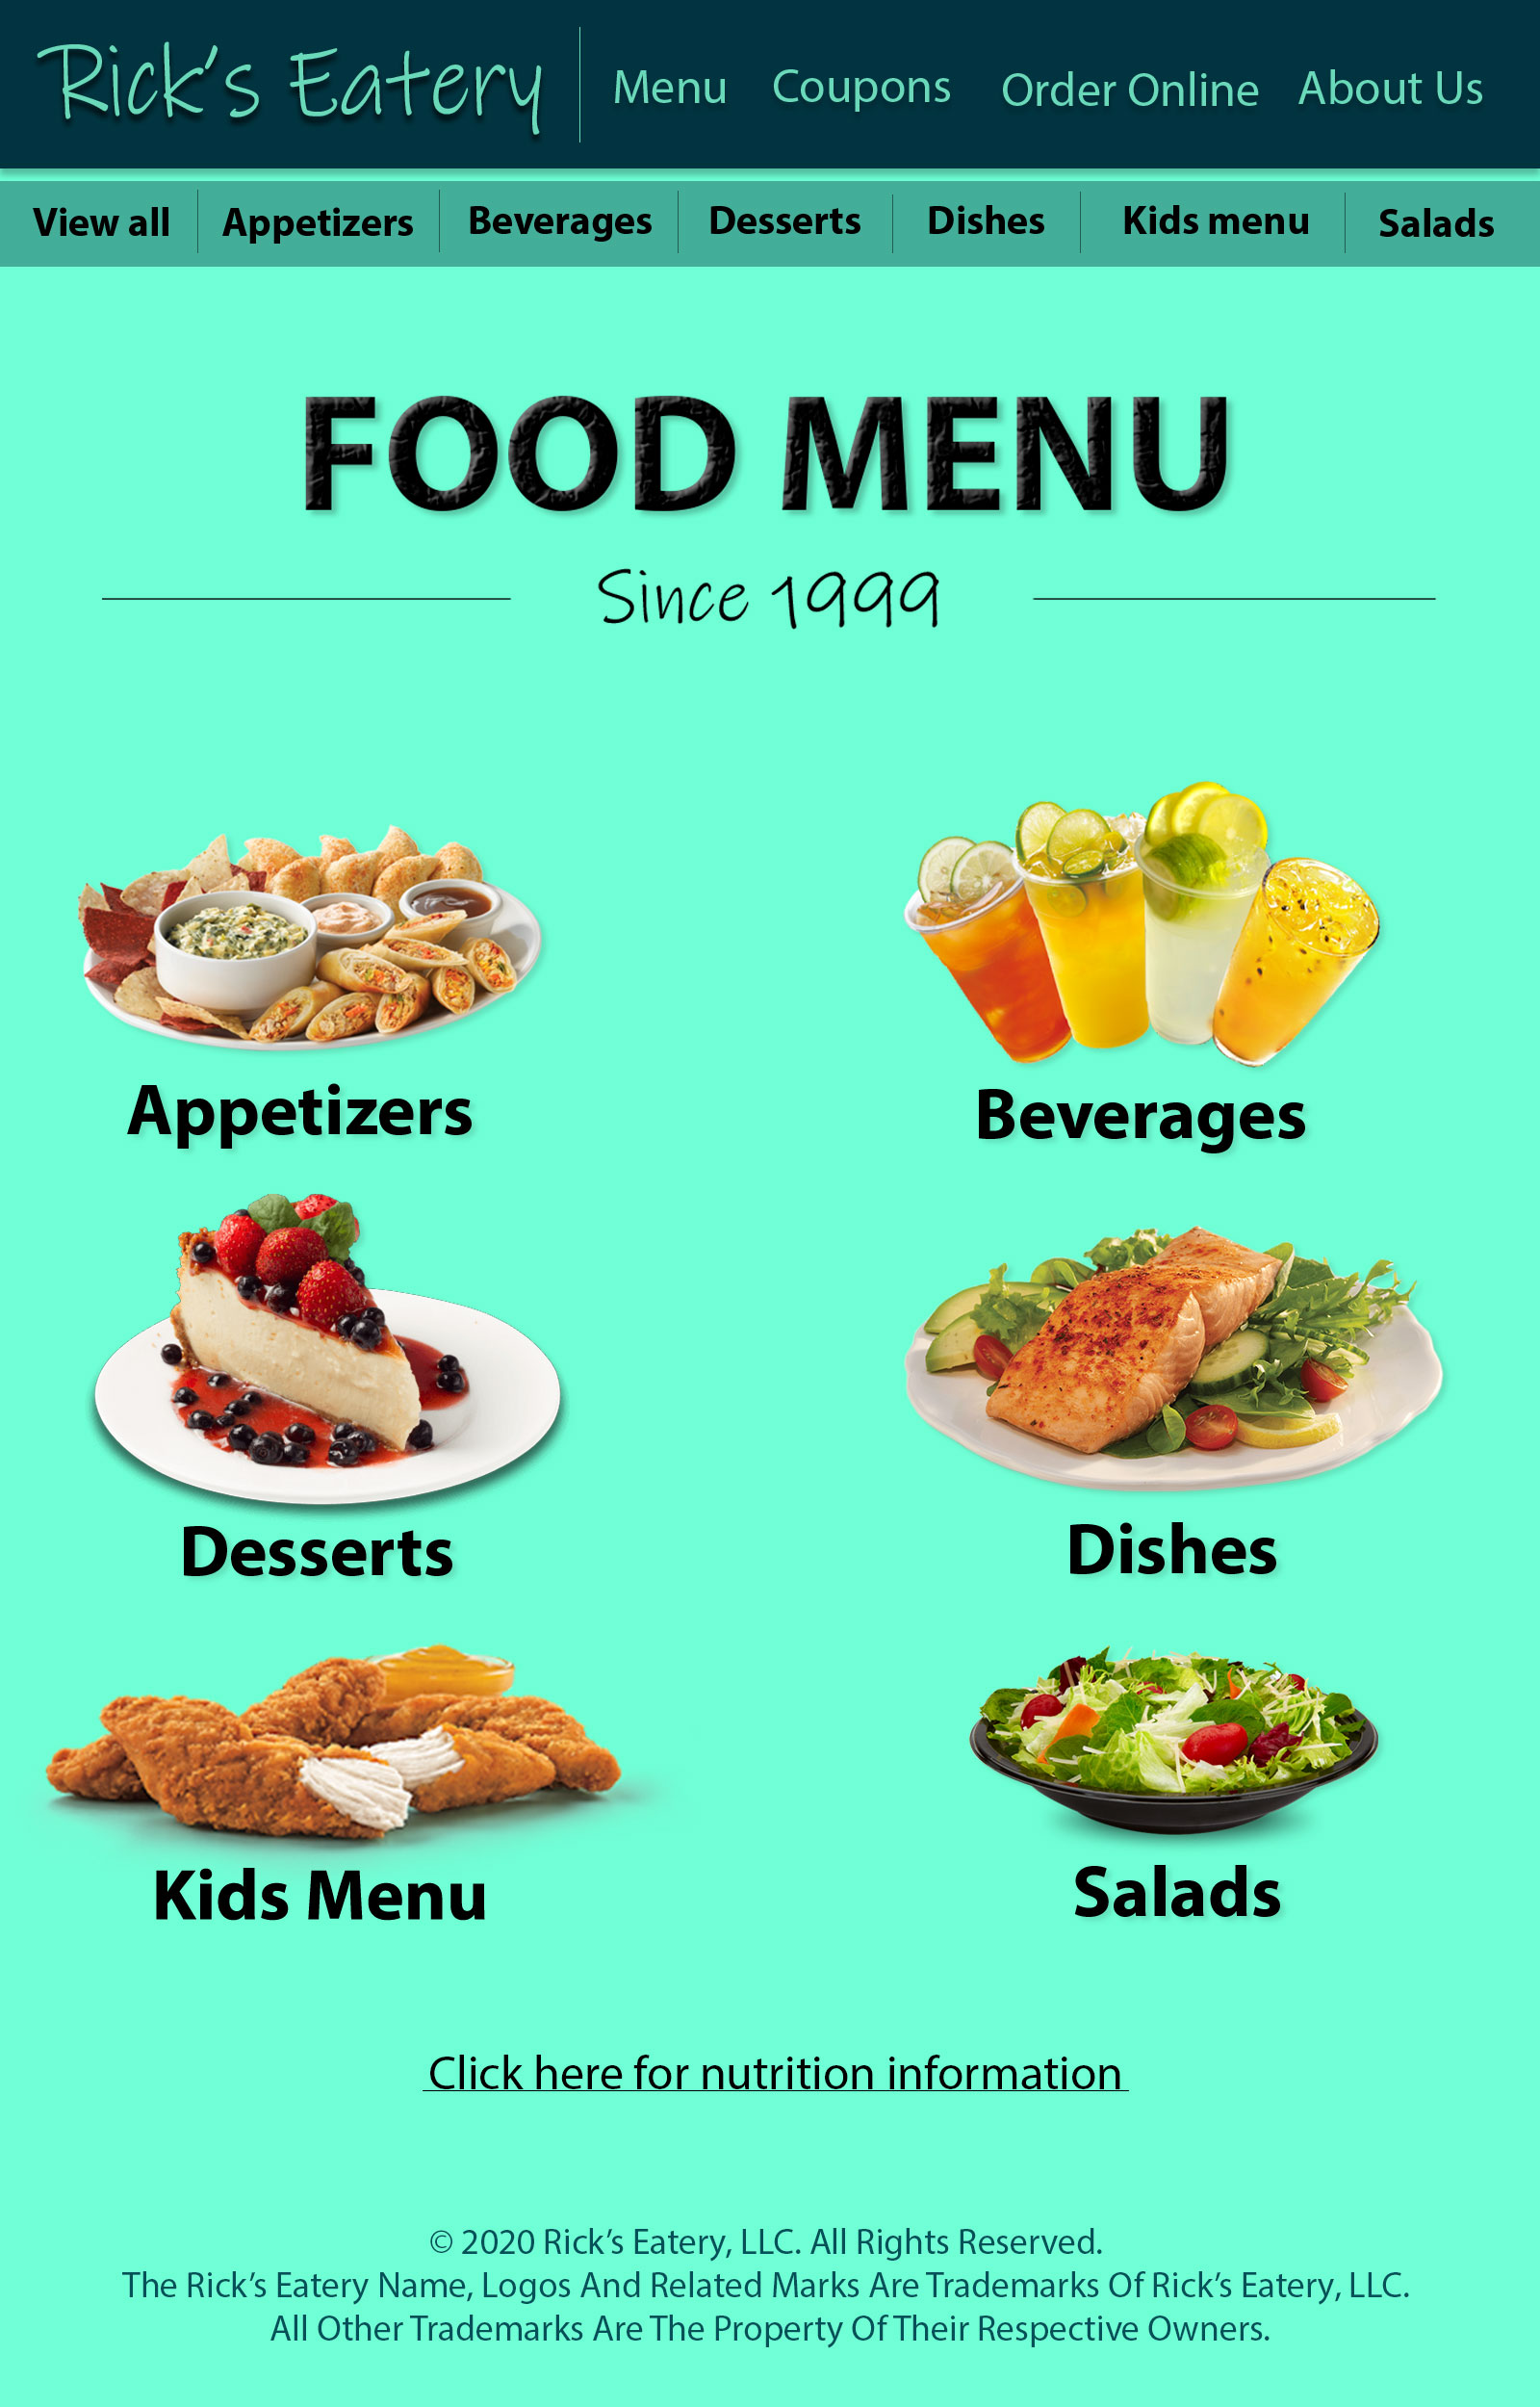 Rick's Eatery Menu Coupons Order Online About Us
View all Appetizers Beverages Desserts Dishes Kids menu Salads
FOOD MENU
Since 1999
Appetizers Beverages
Desserts Dishes
Kids Menu Salads
Click here for nutrition information
© 2020 Rick’s Eatery, LLC. All Rights Reserved.
The Rick’s Eatery Name, Logos And Related Marks Are Trademarks Of Rick’s Eatery, LLC.
All Other Trademarks Are The Property Of Their Respective Owners.